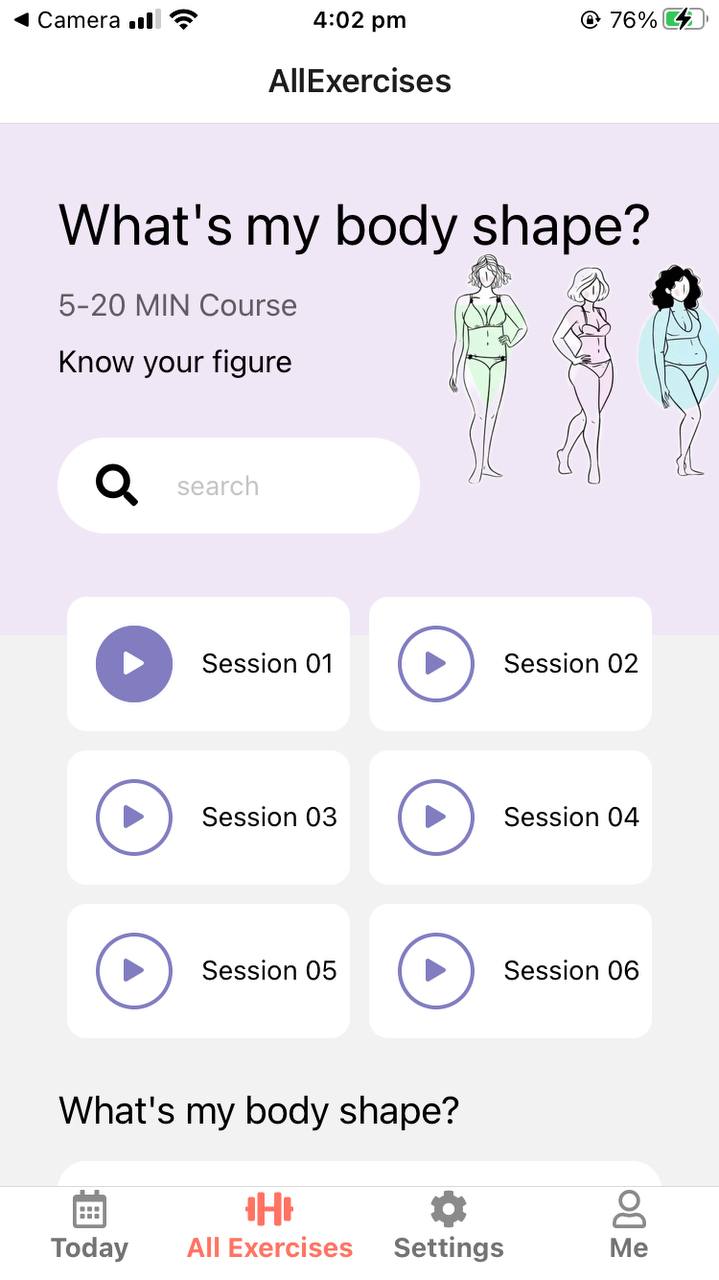 Camera 4:02 pm 76%
AllExercises
What's my body shape?
5-20 MIN Course
Know your figure
search
Session 01 Session 02
Session 03 Session 04
Session 05 Session 06
What's my body shape?
Today All Exercises Settings Me